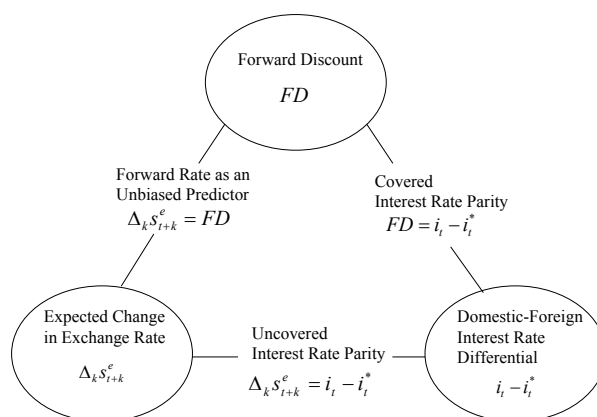 Forward Discount
FD
Forward Rate as an
Unbiased Predictor
Δ_k s^e_{t+k} = FD
Covered
Interest Rate Parity
FD = i_t − i_t^*
Expected Change
in Exchange Rate
Δ_k s^e_{t+k}
Uncovered
Interest Rate Parity
Δ_k s^e_{t+k} = i_t − i_t^*
Domestic-Foreign
Interest Rate
Differential
i_t − i_t^*